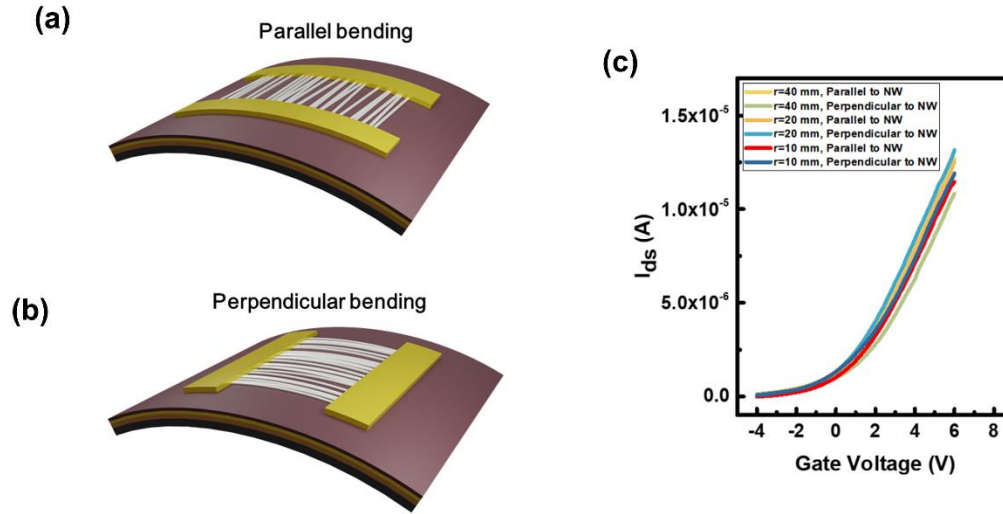 (a)
Parallel bending
(b)
Perpendicular bending
(c)
r=40 mm, Parallel to NW
r=40 mm, Perpendicular to NW
r=20 mm, Parallel to NW
r=20 mm, Perpendicular to NW
r=10 mm, Parallel to NW
r=10 mm, Perpendicular to NW
1.5x10⁻⁵
1.0x10⁻⁵
5.0x10⁻⁶
0.0
I_ds (A)
-4 -2 0 2 4 6 8
Gate Voltage (V)